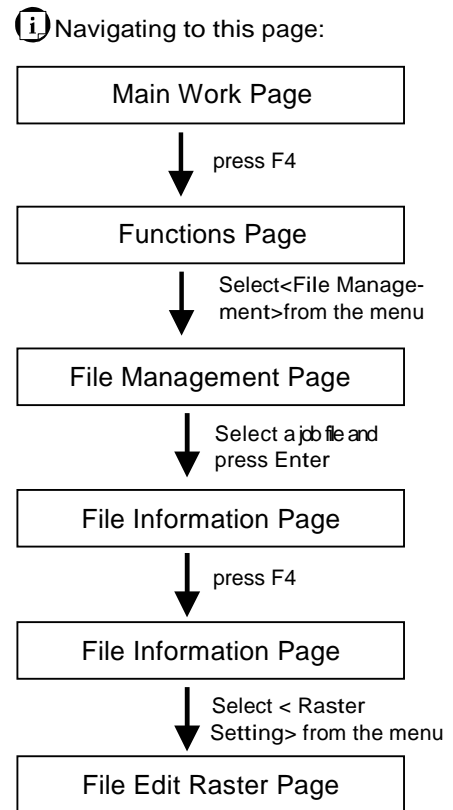 i Navigating to this page:
Main Work Page
press F4
Functions Page
Select<File Manage-
ment>from the menu
File Management Page
Select a job file and
press Enter
File Information Page
press F4
File Information Page
Select < Raster
Setting> from the menu
File Edit Raster Page